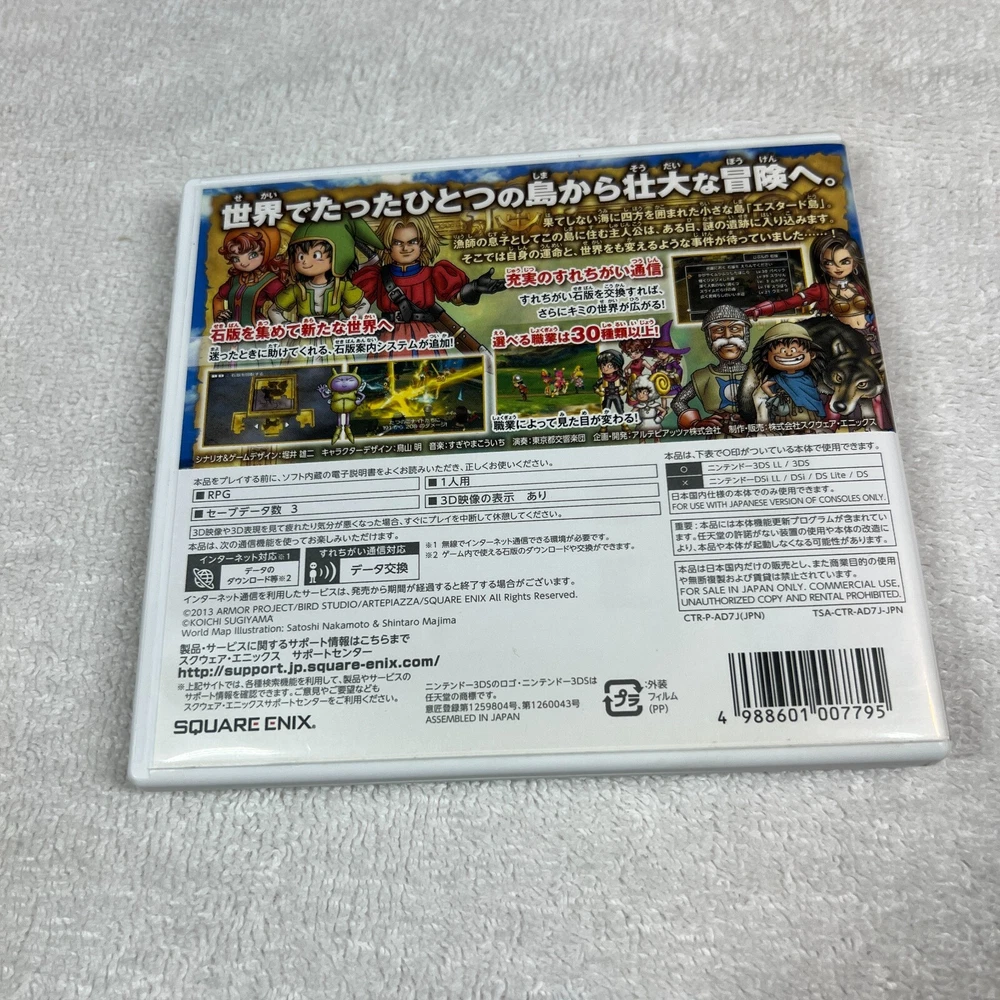 世界でたったひとつの島から壮大な冒険へ。
果てしない海に四方を囲まれた小さな島「エスタード島」。
漁師の息子としてこの島に住む主人公は、ある日、謎の遺跡に入り込みます。
そこでは自身の運命と、世界をも変えるような事件が待っていました……!
充実のすれちがい通信
すれちがい石版を交換すれば、
さらにキミの世界が広がる!
石版を集めて新たな世界へ
迷ったときに助けてくれる、石版案内システムが追加!
選べる職業は30種類以上!
職業によって見た目が変わる!
シナリオ&ゲームデザイン:堀井 雄二 キャラクターデザイン:鳥山 明 音楽:すぎやまこういち 演奏:東京都交響楽団 企画・開発:アルテピアッツァ株式会社 制作・販売:株式会社スクウェア・エニックス
本品をプレイする前に、ソフト内蔵の電子説明書をよくお読みいただき、正しくお使いください。
■RPG
■1人用
■セーブデータ数 3
■3D映像の表示 あり
3D映像や3D表現を見て疲れたり気分が悪くなった場合、すぐにプレイを中断して休憩してください。
本品は、次の通信機能を使ってお楽しみいただけます。
インターネット対応※1
データの
ダウンロード等※2
すれちがい通信対応
データ交換
※1 無線でインターネット通信できる環境が必要です。
※2 ゲーム内で使える石版のダウンロードや交換ができます。
インターネット通信を利用したサービスは、発売から期間が経過すると終了する場合がございます。
©2013 ARMOR PROJECT/BIRD STUDIO/ARTEPIAZZA/SQUARE ENIX All Rights Reserved.
©KOICHI SUGIYAMA
World Map Illustration: Satoshi Nakamoto & Shintaro Majima
製品・サービスに関するサポート情報はこちらまで
スクウェア・エニックス サポートセンター
http://support.jp.square-enix.com/
※上記サイトでは、各種検索機能を利用して、製品やサービスの
サポート情報を確認できます。ご意見やご要望なども
スクウェア・エニックスサポートセンターをご利用ください。
SQUARE ENIX.
本品は、下表で○印がついている本体で使用できます。
○ ニンテンドー3DS LL / 3DS
× ニンテンドーDSi LL / DSi / DS Lite / DS
日本国内仕様の本体でのみ使用できます。
FOR USE WITH JAPANESE VERSION OF CONSOLES ONLY.
重要:本品には本体機能更新プログラムが含まれています。
任天堂の許諾がない装置の使用や本体の改造に
より、本品や本体が起動しなくなる可能性があります。
本品は日本国内だけの販売とし、また商業目的の使用
や無断複製および賃貸は禁止されています。
FOR SALE IN JAPAN ONLY. COMMERCIAL USE,
UNAUTHORIZED COPY AND RENTAL PROHIBITED.
CTR-P-AD7J(JPN) TSA-CTR-AD7J-JPN
ニンテンドー3DSのロゴ・ニンテンドー3DSは
任天堂の商標です。
意匠登録第1259804号、第1260043号
ASSEMBLED IN JAPAN
プラ
:外装
フィルム
(PP)
4 988601 007795